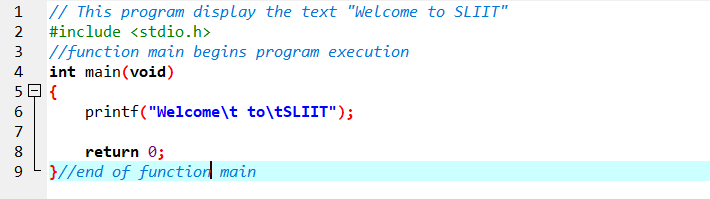 1 // This program display the text "Welcome to SLIIT"
2 #include <stdio.h>
3 //function main begins program execution
4 int main(void)
5 {
6 printf("Welcome\t to\tSLIIT");
7
8 return 0;
9 }//end of function main